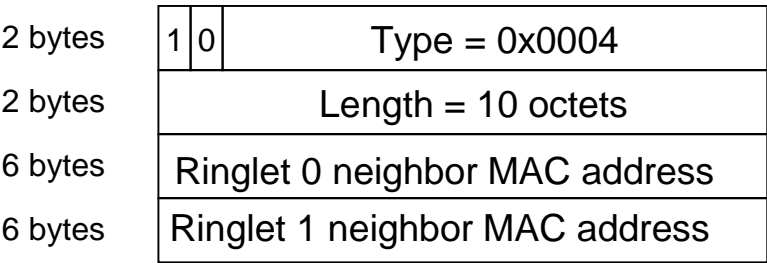 2 bytes 1 0 Type = 0x0004
2 bytes Length = 10 octets
6 bytes Ringlet 0 neighbor MAC address
6 bytes Ringlet 1 neighbor MAC address